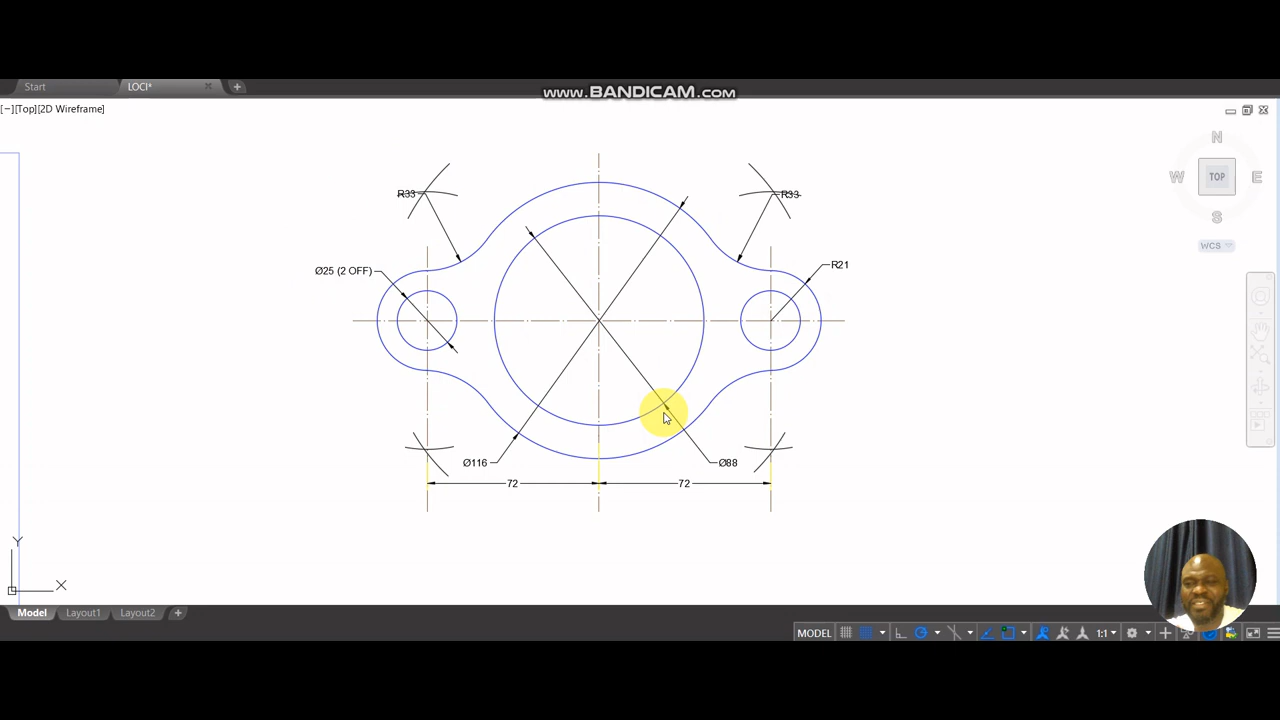 Start
LOCI*
WWW.BANDICAM.COM
[−][Top][2D Wireframe]
N
W
TOP
E
S
WCS
R33
R33
Ø25 (2 OFF)
R21
Ø116
Ø88
72
72
Y
X
Model
Layout1
Layout2
MODEL
1:1